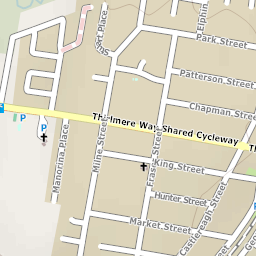 Park Street
Patterson Street
Chapman Street
Thirlmere Way Shared Cycleway
P
P
Manorina Place
Milne Street
Fraser Street
King Street
Hunter Street
Market Street
Castlereagh Street